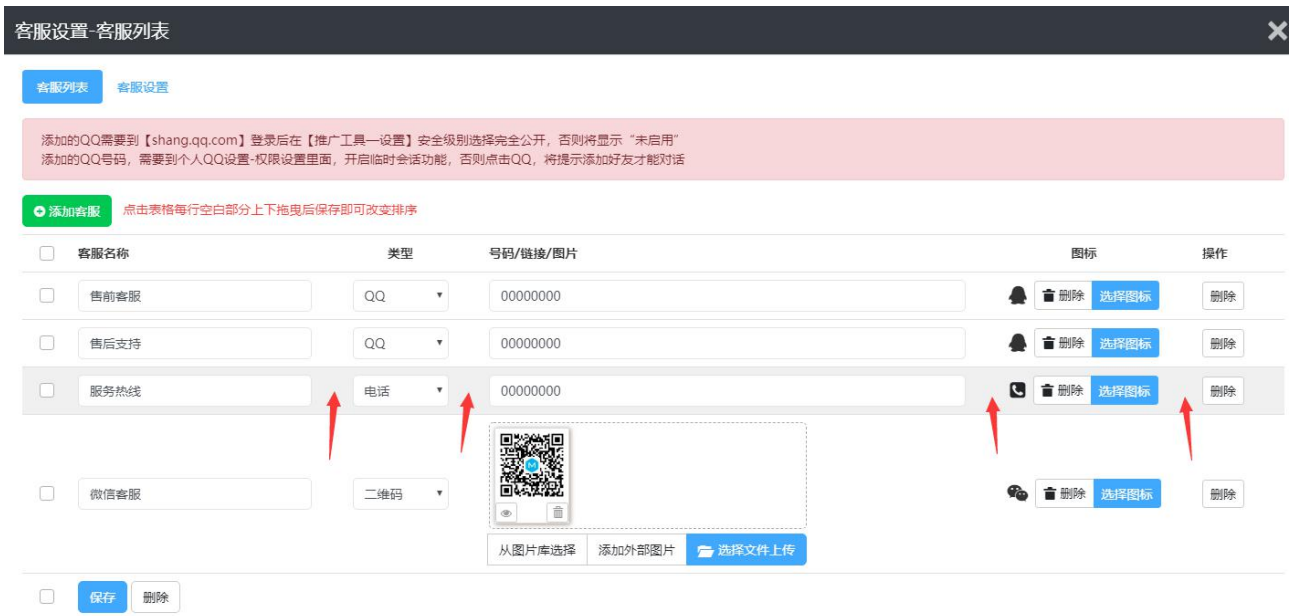 客服设置-客服列表
客服列表 客服设置
添加的QQ需要到【shang.qq.com】登录后在【推广工具—设置】安全级别选择完全公开，否则将显示“未启用”
添加的QQ号码，需要到个人QQ设置-权限设置里面，开启临时会话功能，否则点击QQ，将提示添加好友才能对话
添加客服 点击表格每行空白部分上下拖曳后保存即可改变排序
客服名称 类型 号码/链接/图片 图标 操作
售前客服 QQ 00000000 删除 选择图标 删除
售后支持 QQ 00000000 删除 选择图标 删除
服务热线 电话 00000000 删除 选择图标 删除
微信客服 二维码 删除 选择图标 删除
从图片库选择 添加外部图片 选择文件上传
保存 删除